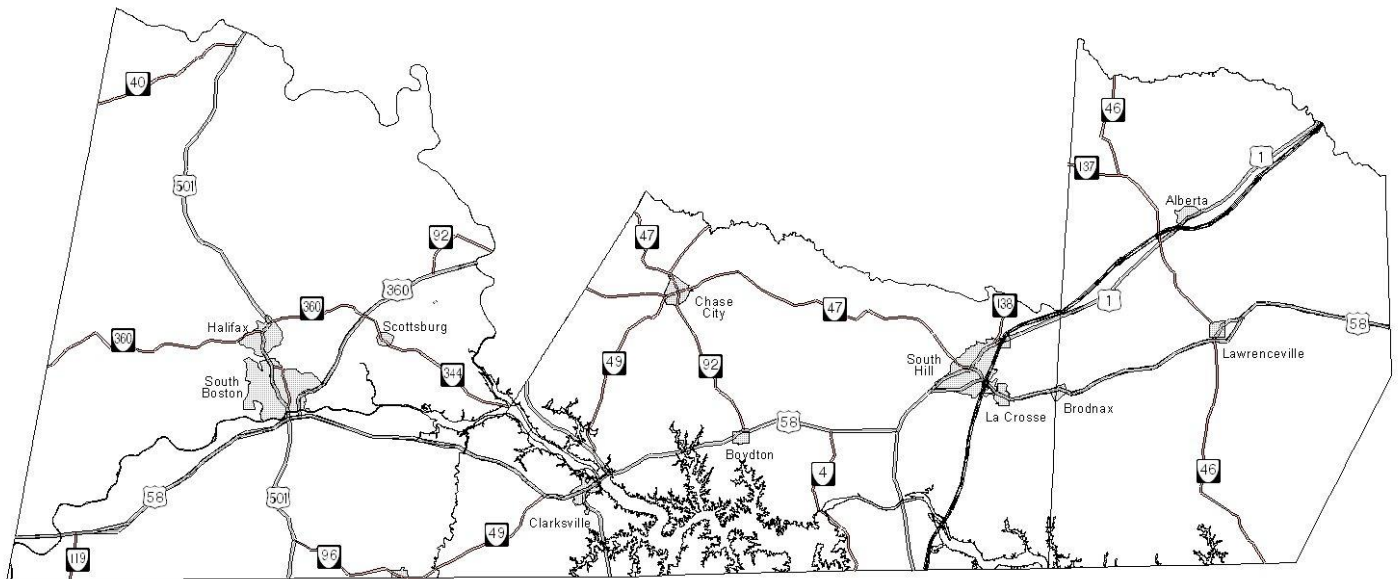 40
46
1
137
501
Alberta
92
47
360
Chase
City
138
1
360
47
Halifax
Scottsburg
58
360
Lawrenceville
South
Hill
49
92
344
South
Boston
La Crosse
Brodnax
58
Boydton
4
46
58
501
Clarksville
49
96
119